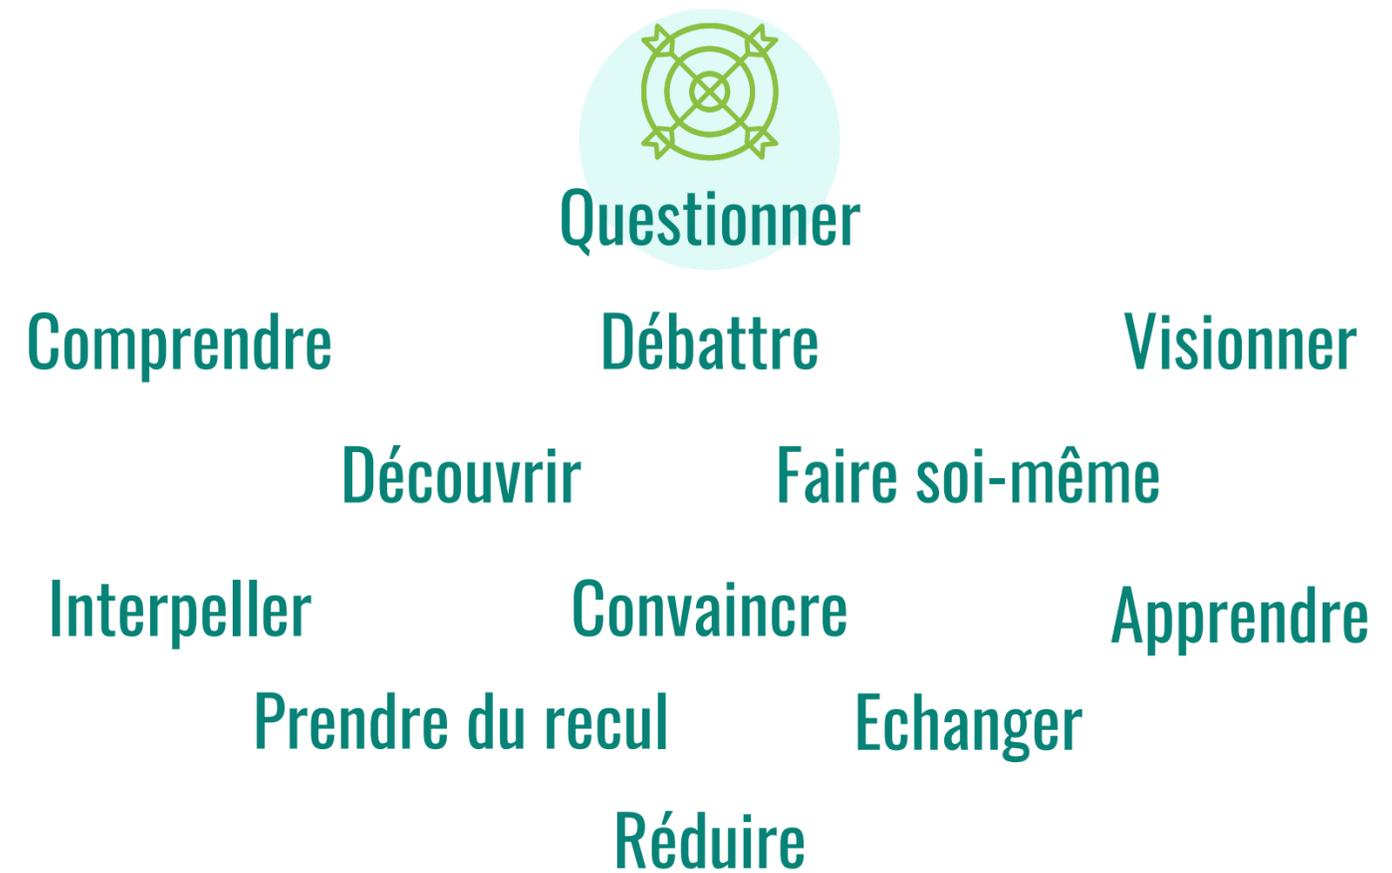 Questionner
Comprendre Débattre Visionner
Découvrir Faire soi-même
Interpeller Convaincre Apprendre
Prendre du recul Echanger
Réduire